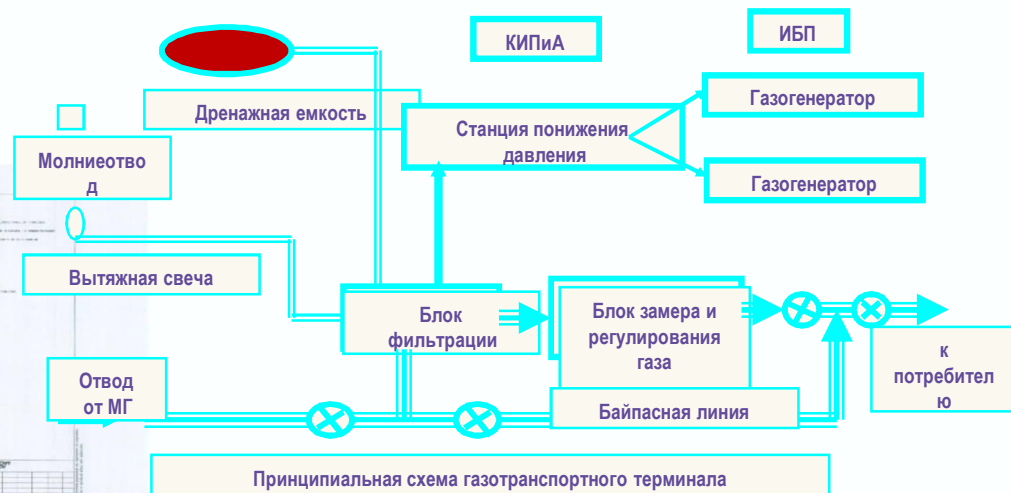 КИПиА
ИБП
Дренажная емкость
Станция понижения
давления
Газогенератор
Газогенератор
Молниеотво
д
Вытяжная свеча
Блок
фильтрации
Блок замера и
регулирования
газа
к
потребител
ю
Отвод
от МГ
Байпасная линия
Принципиальная схема газотранспортного терминала